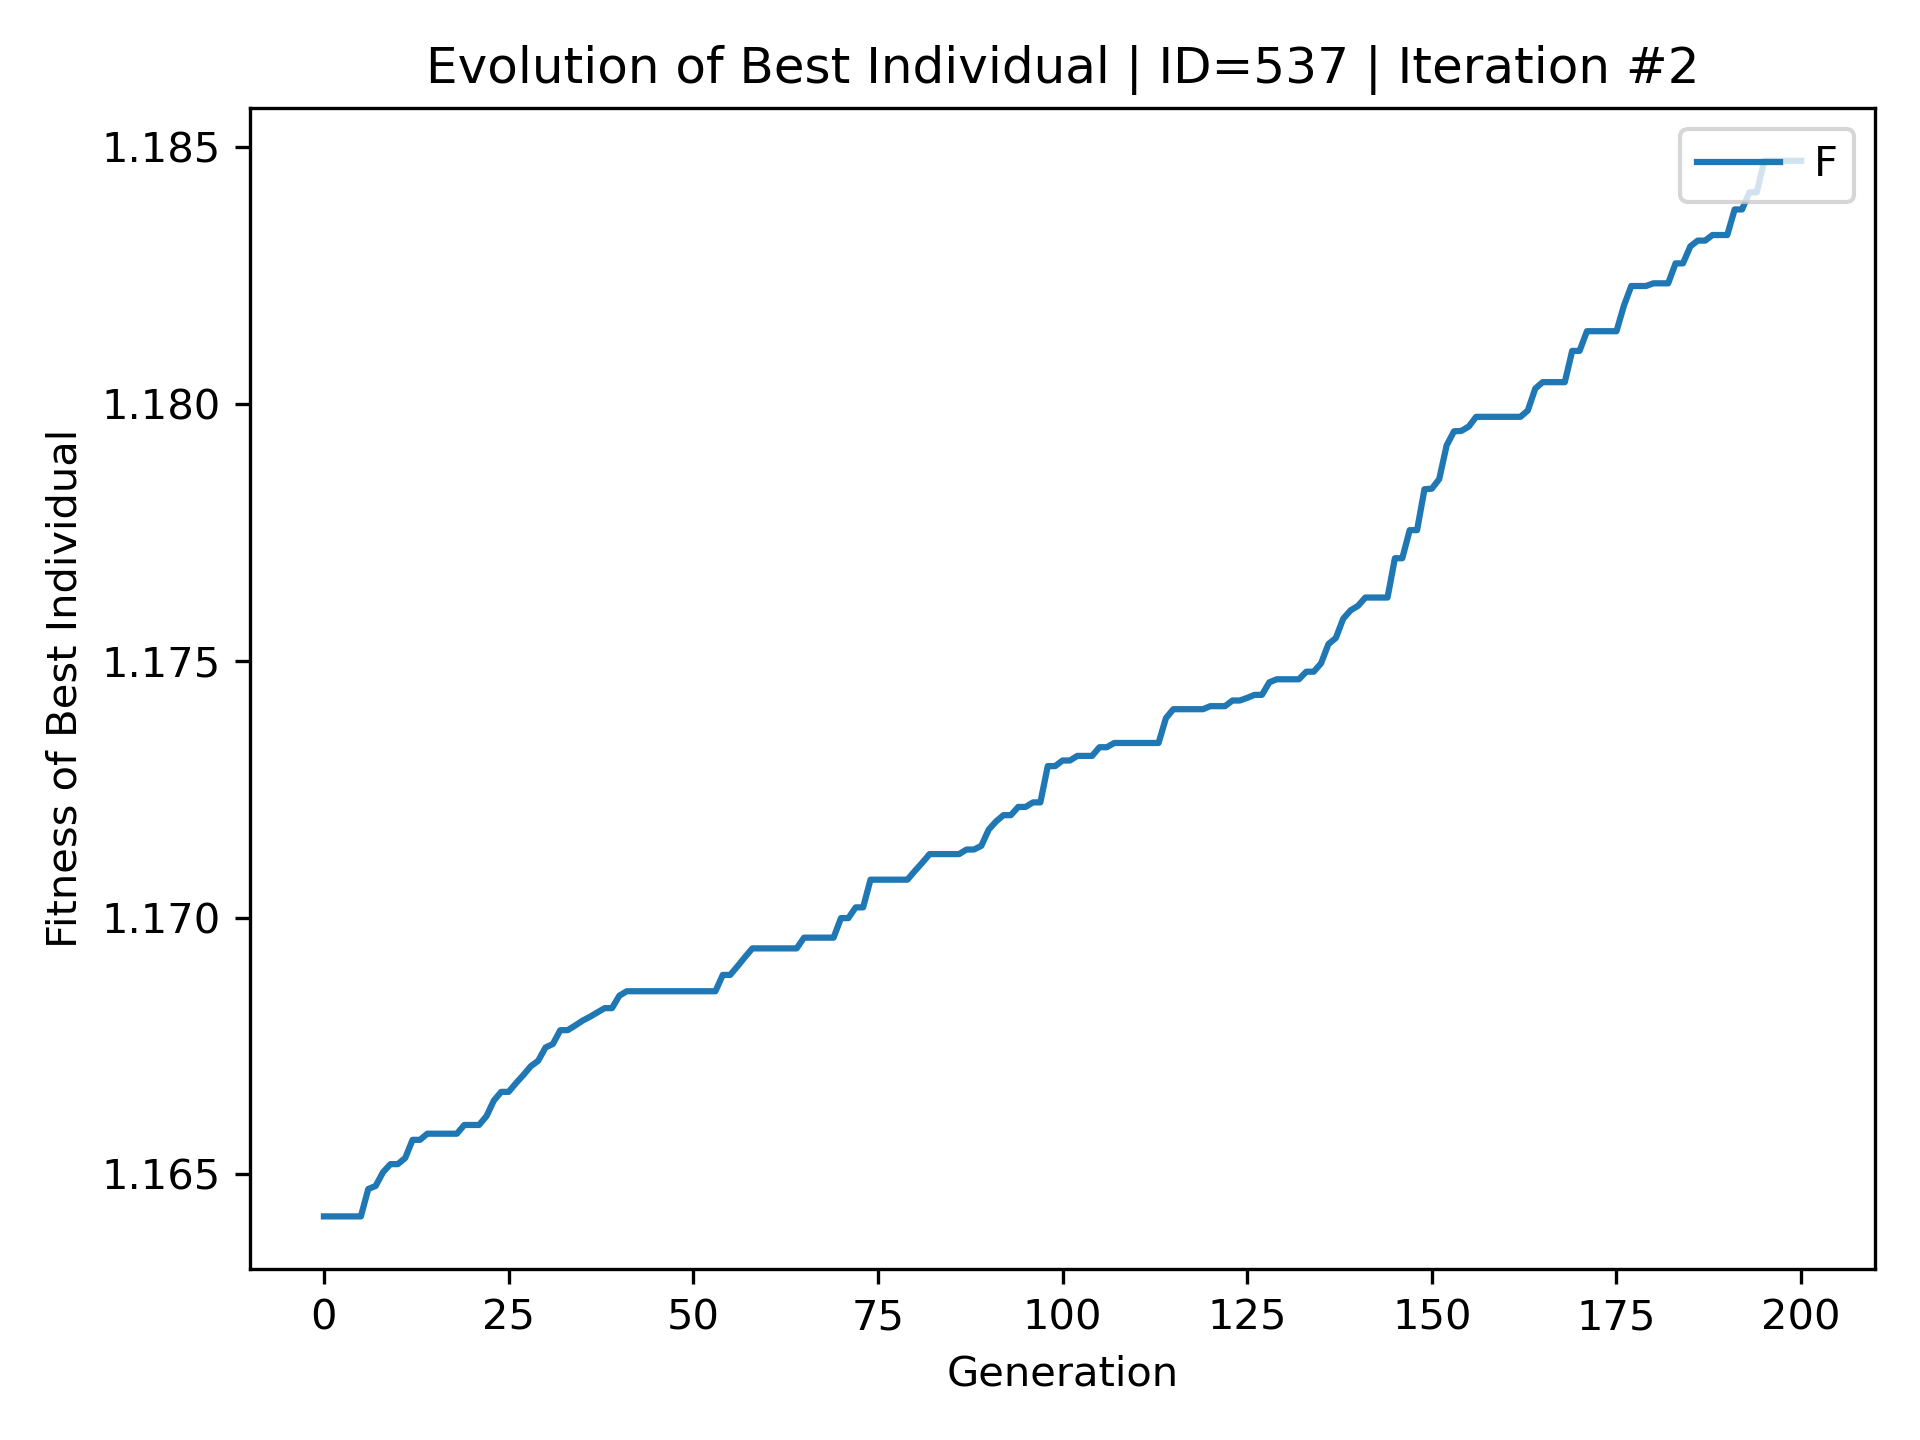 Evolution of Best Individual | ID=537 | Iteration #2
F
1.185
1.180
1.175
1.170
1.165
Fitness of Best Individual
0 25 50 75 100 125 150 175 200
Generation